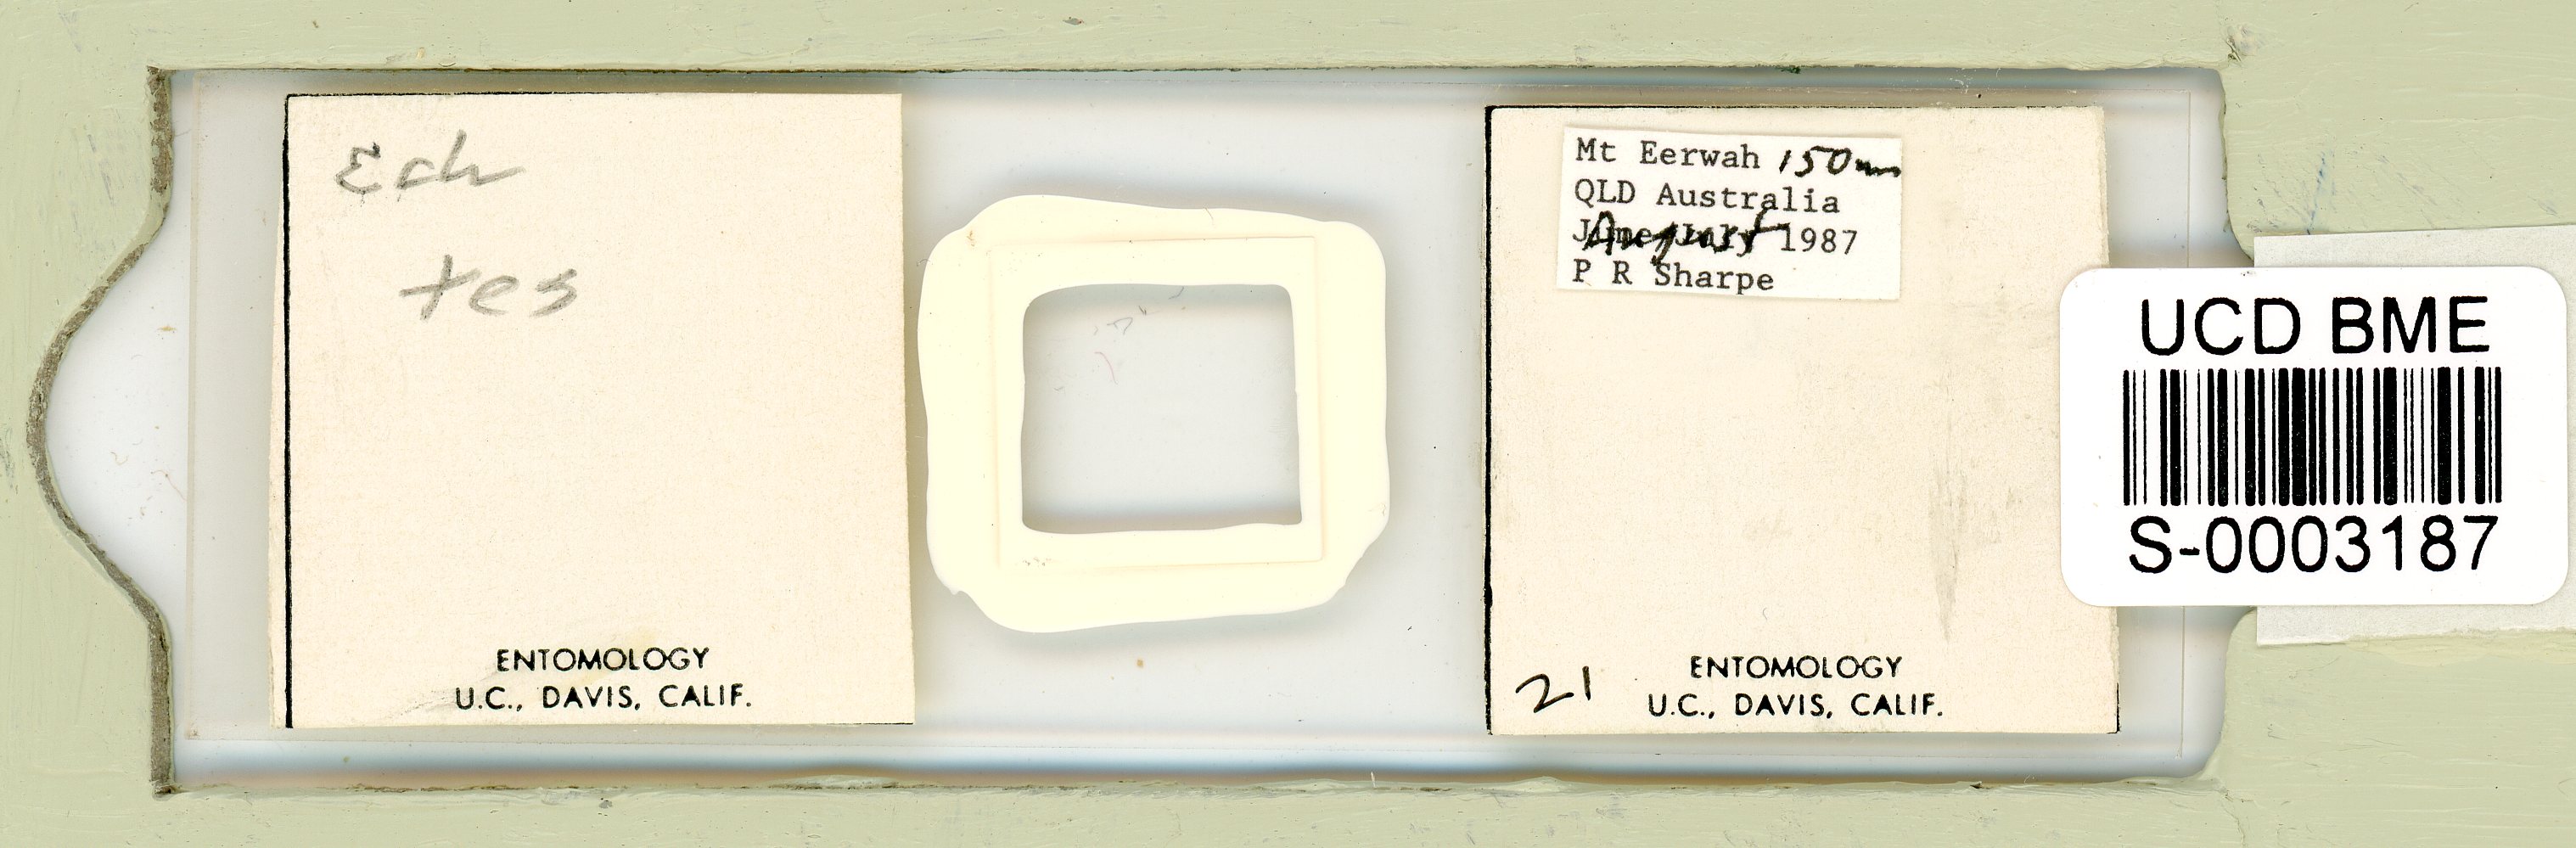 Ech
tes
ENTOMOLOGY
U.C., DAVIS, CALIF.
Mt Eerwah 150m
QLD Australia
August 1987
P R Sharpe
21
ENTOMOLOGY
U.C., DAVIS, CALIF.
UCD BME
S-0003187